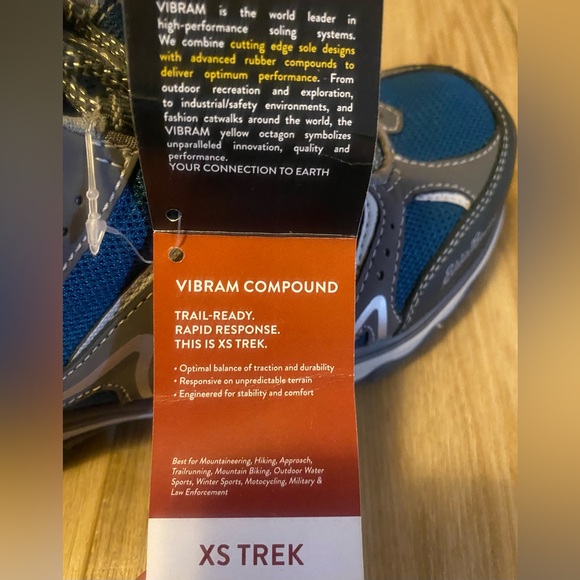 VIBRAM is the world leader in
high-performance soling systems.
We combine cutting edge sole designs
with advanced rubber compounds to
deliver optimum performance. From
outdoor recreation and exploration,
to industrial/safety environments, and
fashion catwalks around the world, the
VIBRAM yellow octagon symbolizes
unparalleled innovation, quality and
performance.
YOUR CONNECTION TO EARTH
VIBRAM COMPOUND
TRAIL-READY.
RAPID RESPONSE.
THIS IS XS TREK.
• Optimal balance of traction and durability
• Responsive on unpredictable terrain
• Engineered for stability and comfort
Best for Mountaineering, Hiking, Approach,
Trailrunning, Mountain Biking, Outdoor Water
Sports, Winter Sports, Motocycling, Military &
Law Enforcement
XS TREK